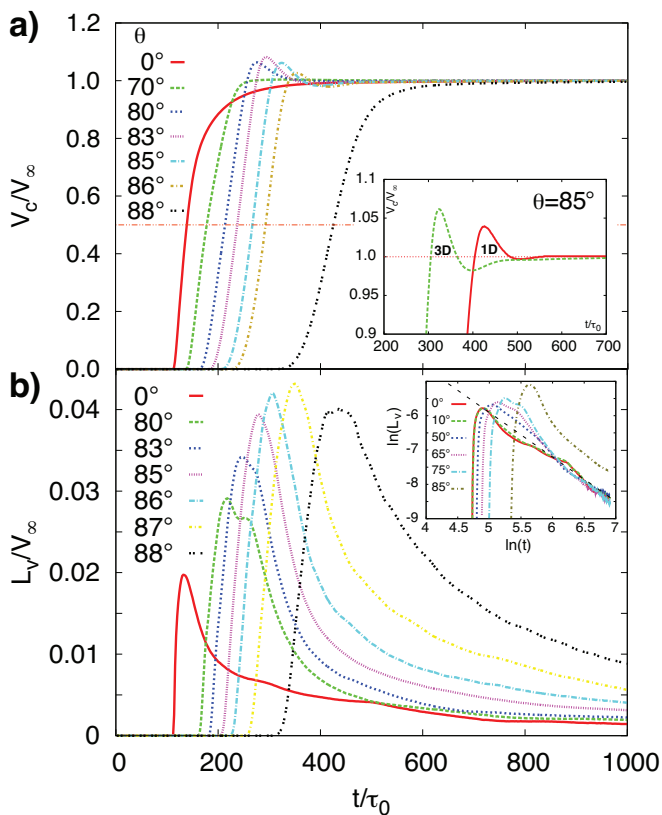 a)
V_c/V_∞
1.2
1.0
0.8
0.6
0.4
0.2
0.0
θ
0°
70°
80°
83°
85°
86°
88°
V_c/V_∞
1.1
1.05
1.0
0.95
0.9
θ=85°
3D
1D
t/τ_0
200 300 400 500 600 700
b)
L_v/V_∞
0.04
0.03
0.02
0.01
0
0°
80°
83°
85°
86°
87°
88°
ln(L_v)
-6
-7
-8
-9
0°
10°
50°
65°
75°
85°
4 4.5 5 5.5 6 6.5 7
ln(t)
0 200 400 600 800 1000
t/τ_0